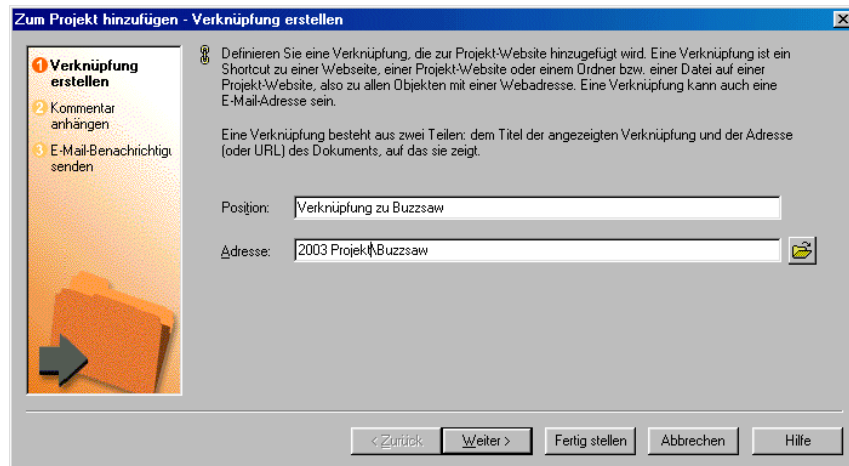 Zum Projekt hinzufügen - Verknüpfung erstellen
1 Verknüpfung
erstellen
2 Kommentar
anhängen
3 E-Mail-Benachrichtigu
senden
Definieren Sie eine Verknüpfung, die zur Projekt-Website hinzugefügt wird. Eine Verknüpfung ist ein
Shortcut zu einer Webseite, einer Projekt-Website oder einem Ordner bzw. einer Datei auf einer
Projekt-Website, also zu allen Objekten mit einer Webadresse. Eine Verknüpfung kann auch eine
E-Mail-Adresse sein.
Eine Verknüpfung besteht aus zwei Teilen: dem Titel der angezeigten Verknüpfung und der Adresse
(oder URL) des Dokuments, auf das sie zeigt.
Position: Verknüpfung zu Buzzsaw
Adresse: 2003 Projekt\Buzzsaw
< Zurück Weiter > Fertig stellen Abbrechen Hilfe